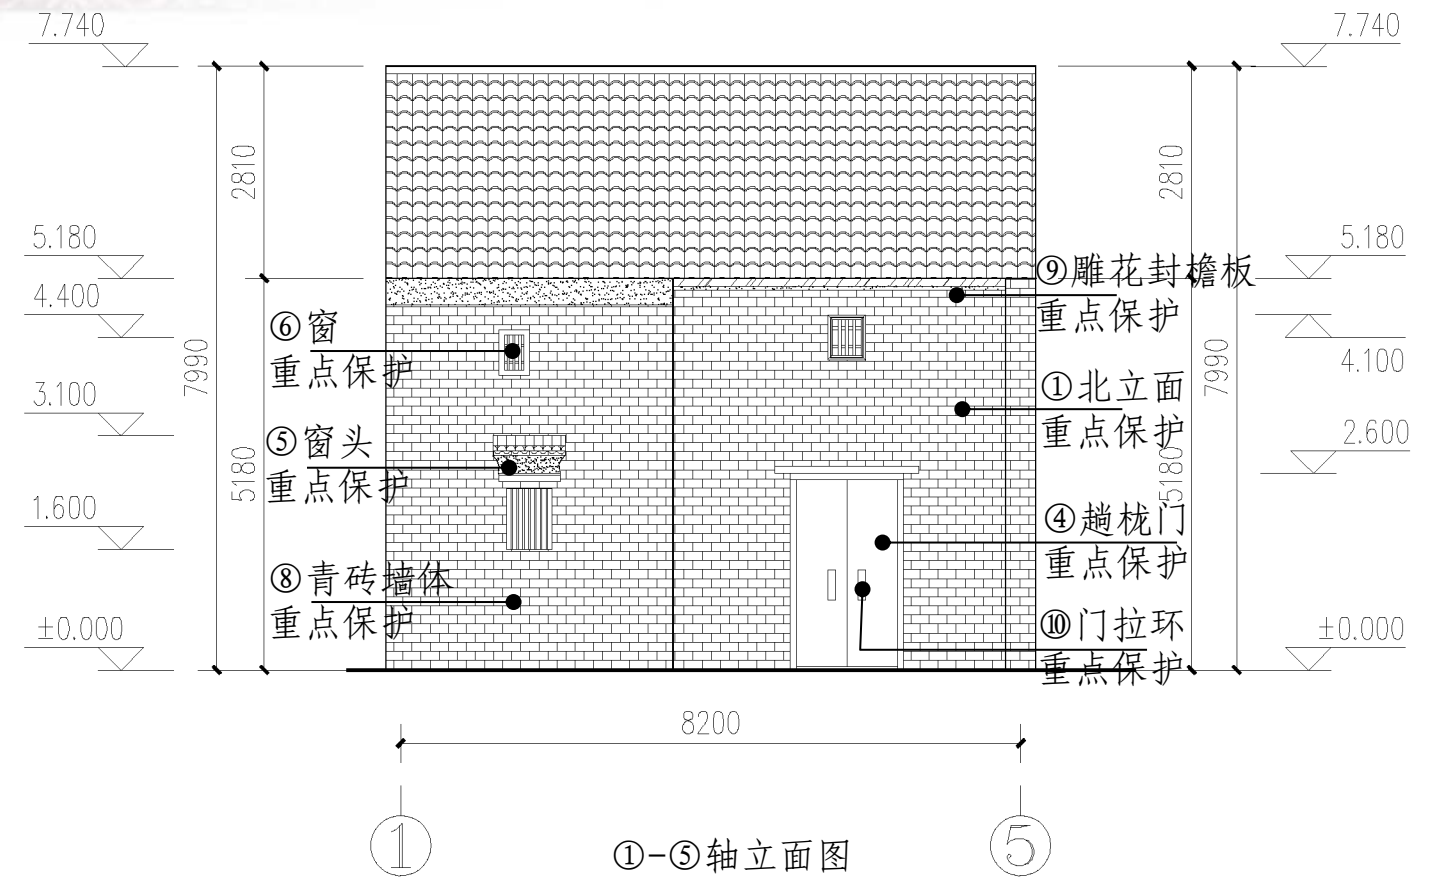 7.740
7.740
2810
2810
5.180
5.180
⑨雕花封檐板
重点保护
4.400
⑥窗
重点保护
7990
7990
4.100
①北立面
重点保护
3.100
⑤窗头
重点保护
5180
5180
2.600
1.600
④趟栊门
重点保护
⑧青砖墙体
重点保护
±0.000
±0.000
⑩门拉环
重点保护
8200
1
5
①-⑤轴立面图